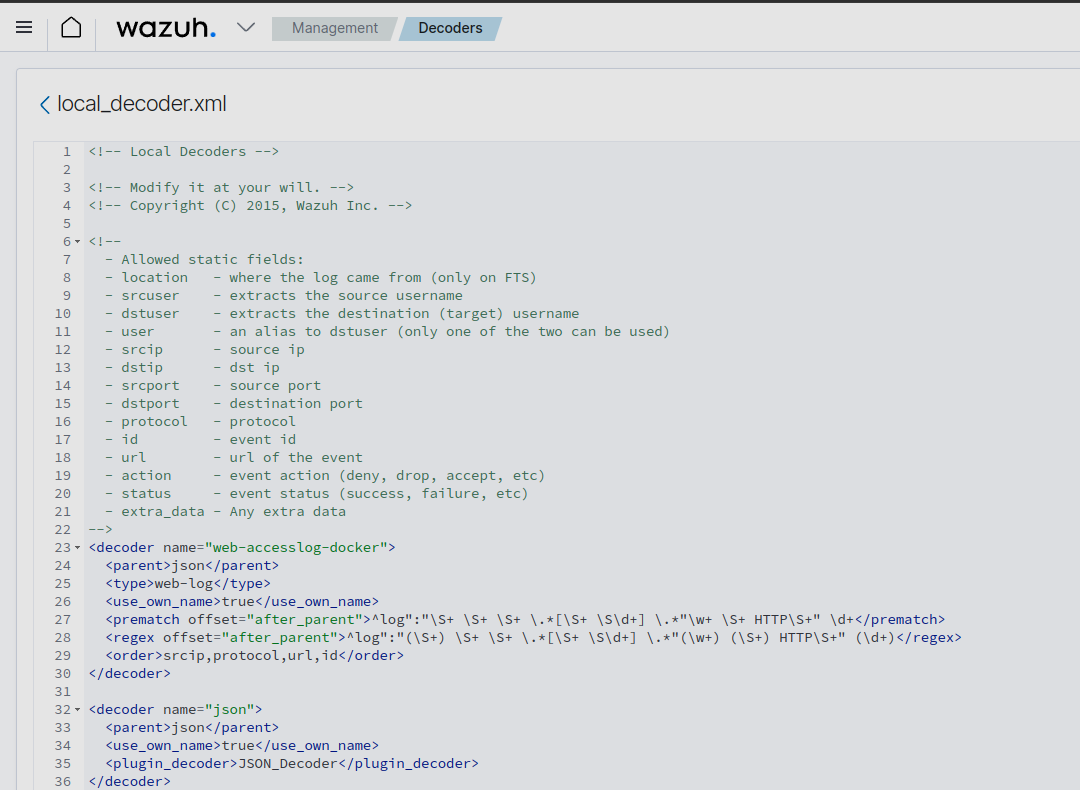 wazuh. Management Decoders
local_decoder.xml
1 <!-- Local Decoders -->
2
3 <!-- Modify it at your will. -->
4 <!-- Copyright (C) 2015, Wazuh Inc. -->
5
6 <!--
7   - Allowed static fields:
8   - location   - where the log came from (only on FTS)
9   - srcuser    - extracts the source username
10   - dstuser    - extracts the destination (target) username
11   - user       - an alias to dstuser (only one of the two can be used)
12   - srcip      - source ip
13   - dstip      - dst ip
14   - srcport    - source port
15   - dstport    - destination port
16   - protocol   - protocol
17   - id         - event id
18   - url        - url of the event
19   - action     - event action (deny, drop, accept, etc)
20   - status     - event status (success, failure, etc)
21   - extra_data - Any extra data
22 -->
23 <decoder name="web-accesslog-docker">
24   <parent>json</parent>
25   <type>web-log</type>
26   <use_own_name>true</use_own_name>
27   <prematch offset="after_parent">^log":"\S+ \S+ \S+ \.*[\S+ \S\d+] \.*"\w+ \S+ HTTP\S+" \d+</prematch>
28   <regex offset="after_parent">^log":"(\S+) \S+ \S+ \.*[\S+ \S\d+] \.*"(\w+) (\S+) HTTP\S+" (\d+)</regex>
29   <order>srcip,protocol,url,id</order>
30 </decoder>
31
32 <decoder name="json">
33   <parent>json</parent>
34   <use_own_name>true</use_own_name>
35   <plugin_decoder>JSON_Decoder</plugin_decoder>
36 </decoder>